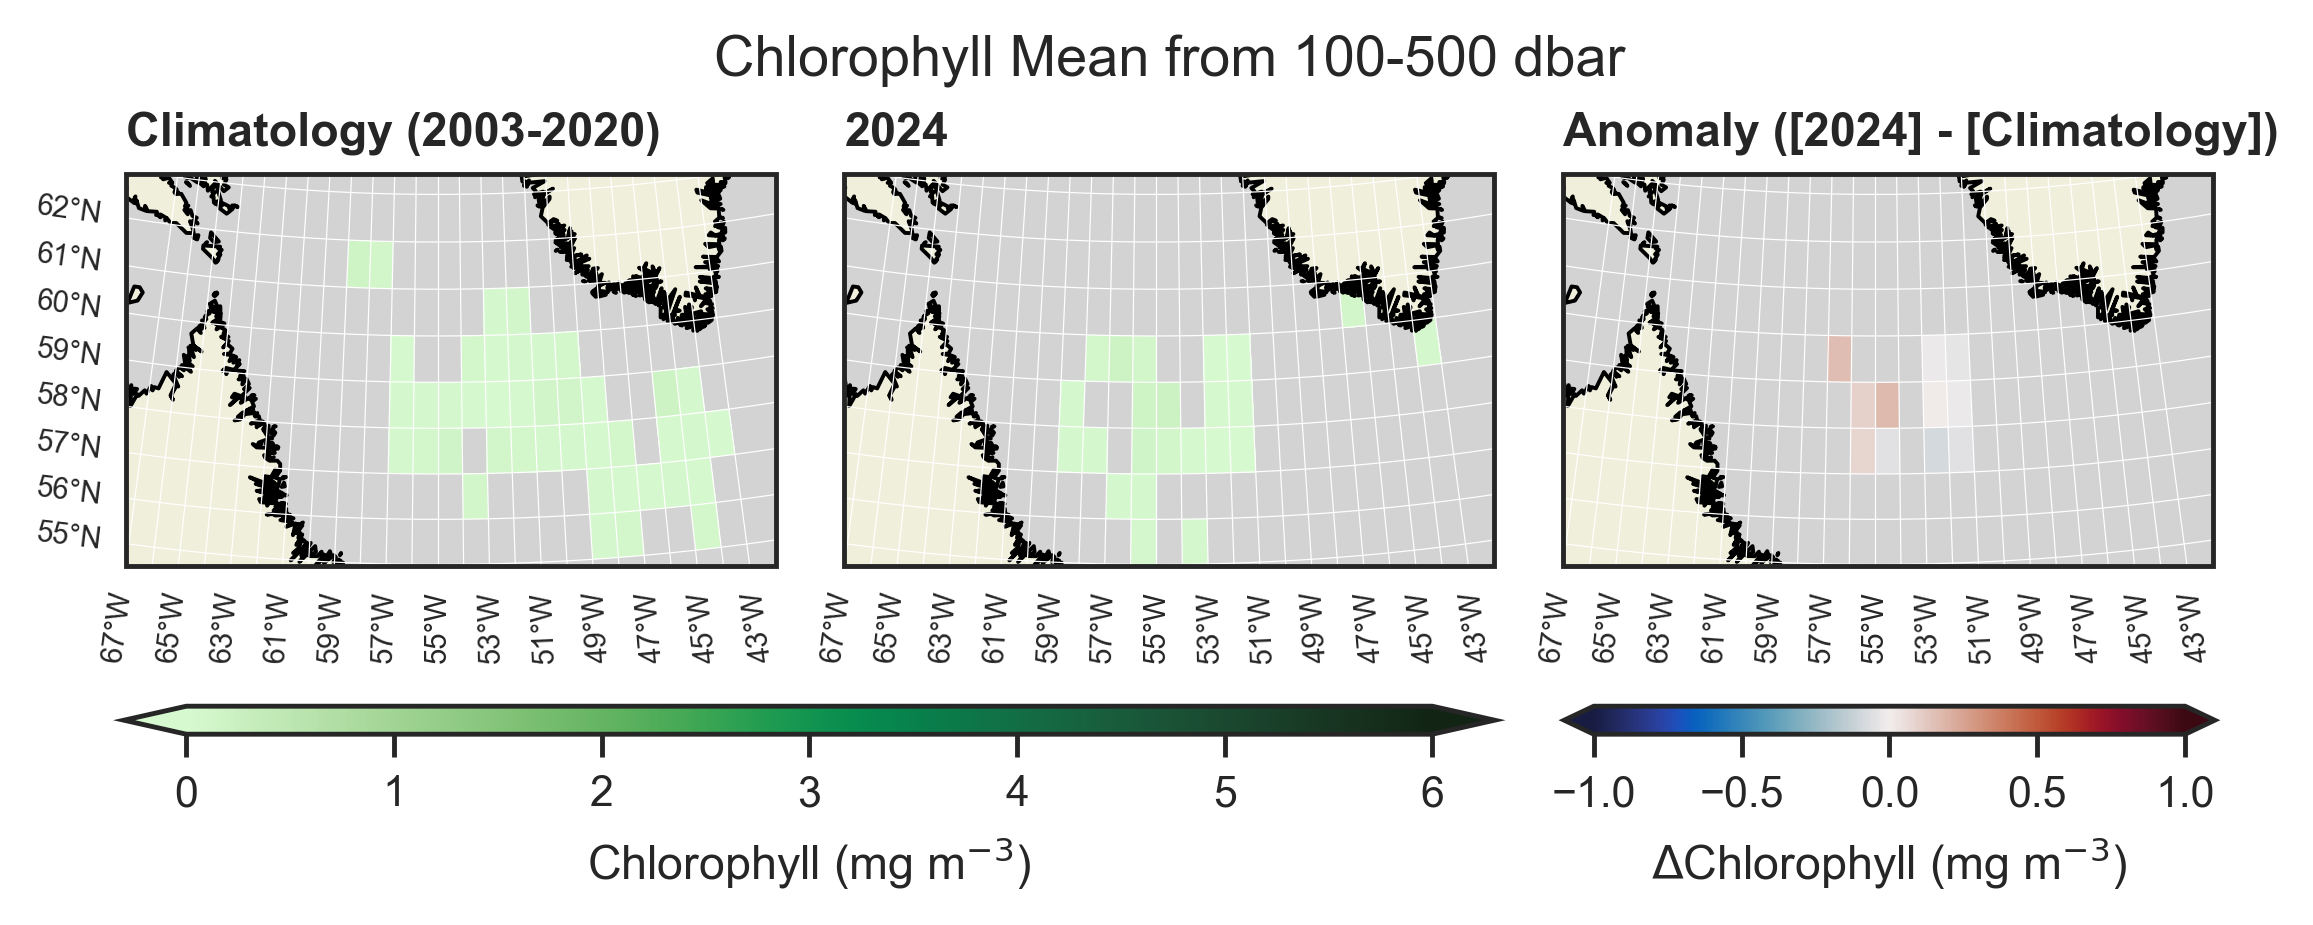 Chlorophyll Mean from 100-500 dbar
Climatology (2003-2020)
2024
Anomaly ([2024] - [Climatology])
62°N
61°N
60°N
59°N
58°N
57°N
56°N
55°N
67°W 65°W 63°W 61°W 59°W 57°W 55°W 53°W 51°W 49°W 47°W 45°W 43°W
67°W 65°W 63°W 61°W 59°W 57°W 55°W 53°W 51°W 49°W 47°W 45°W 43°W
67°W 65°W 63°W 61°W 59°W 57°W 55°W 53°W 51°W 49°W 47°W 45°W 43°W
0 1 2 3 4 5 6
Chlorophyll (mg m⁻³)
−1.0 −0.5 0.0 0.5 1.0
ΔChlorophyll (mg m⁻³)